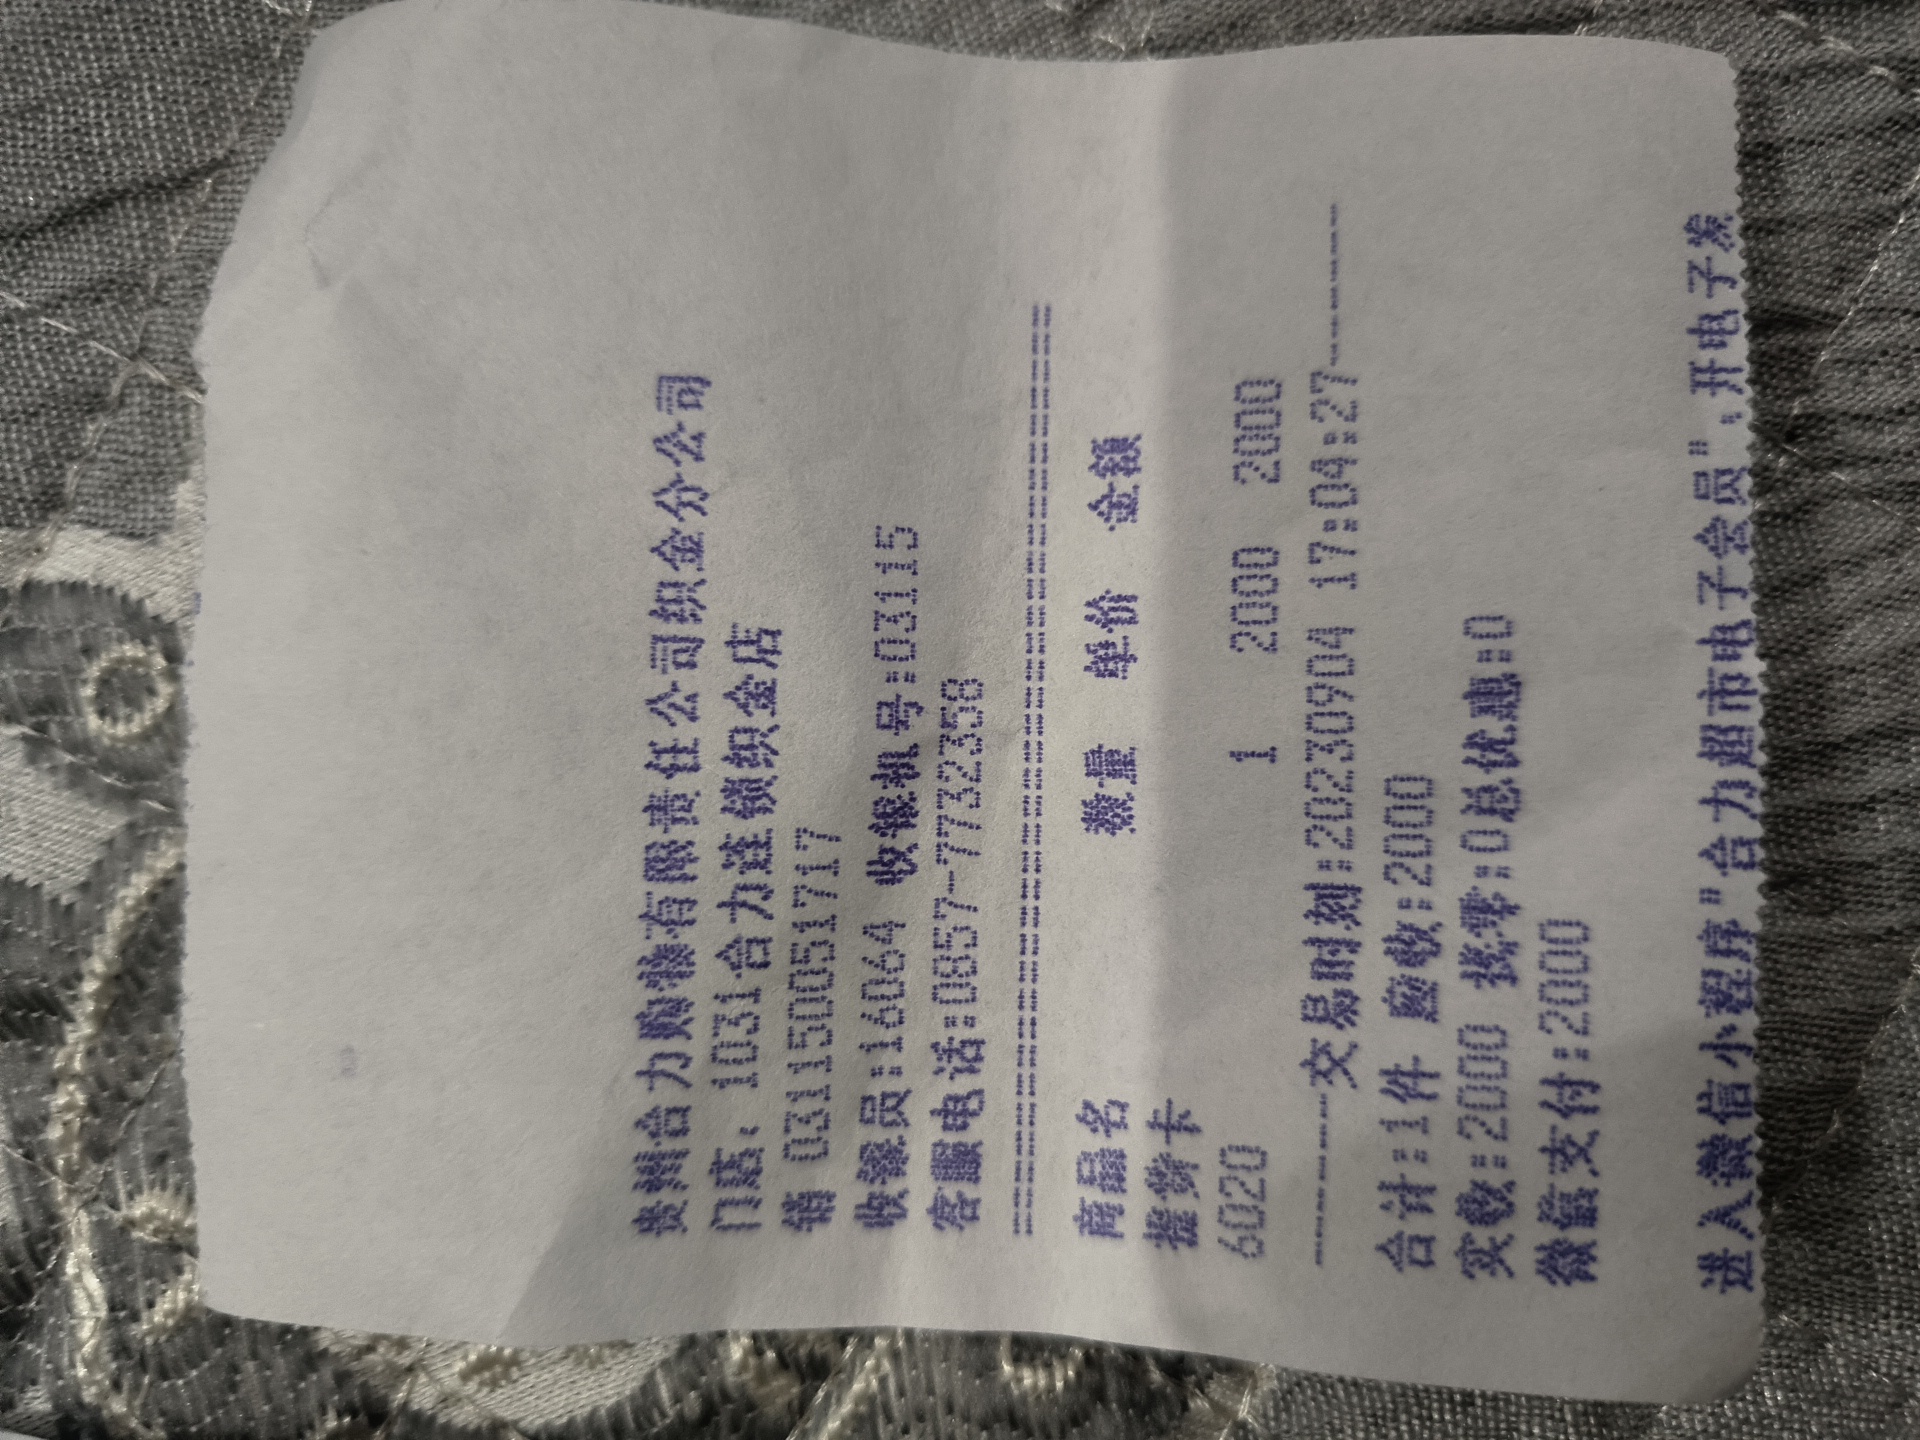 贵州合力购物有限责任公司织金分公司
门店: 1031合力连锁织金店
销 031150051717
收银员:16064 收银机号:03115
客服电话:0857-7732358
==========================================
商品名 数量 单价 金额
提货卡
6020 1 2000 2000
--------交易时刻:20230904 17:04:27--------
合计:1件 应收:2000
实收:2000 找零:0总优惠:0
微信支付:2000
进入微信小程序"合力超市电子会员",开电子发